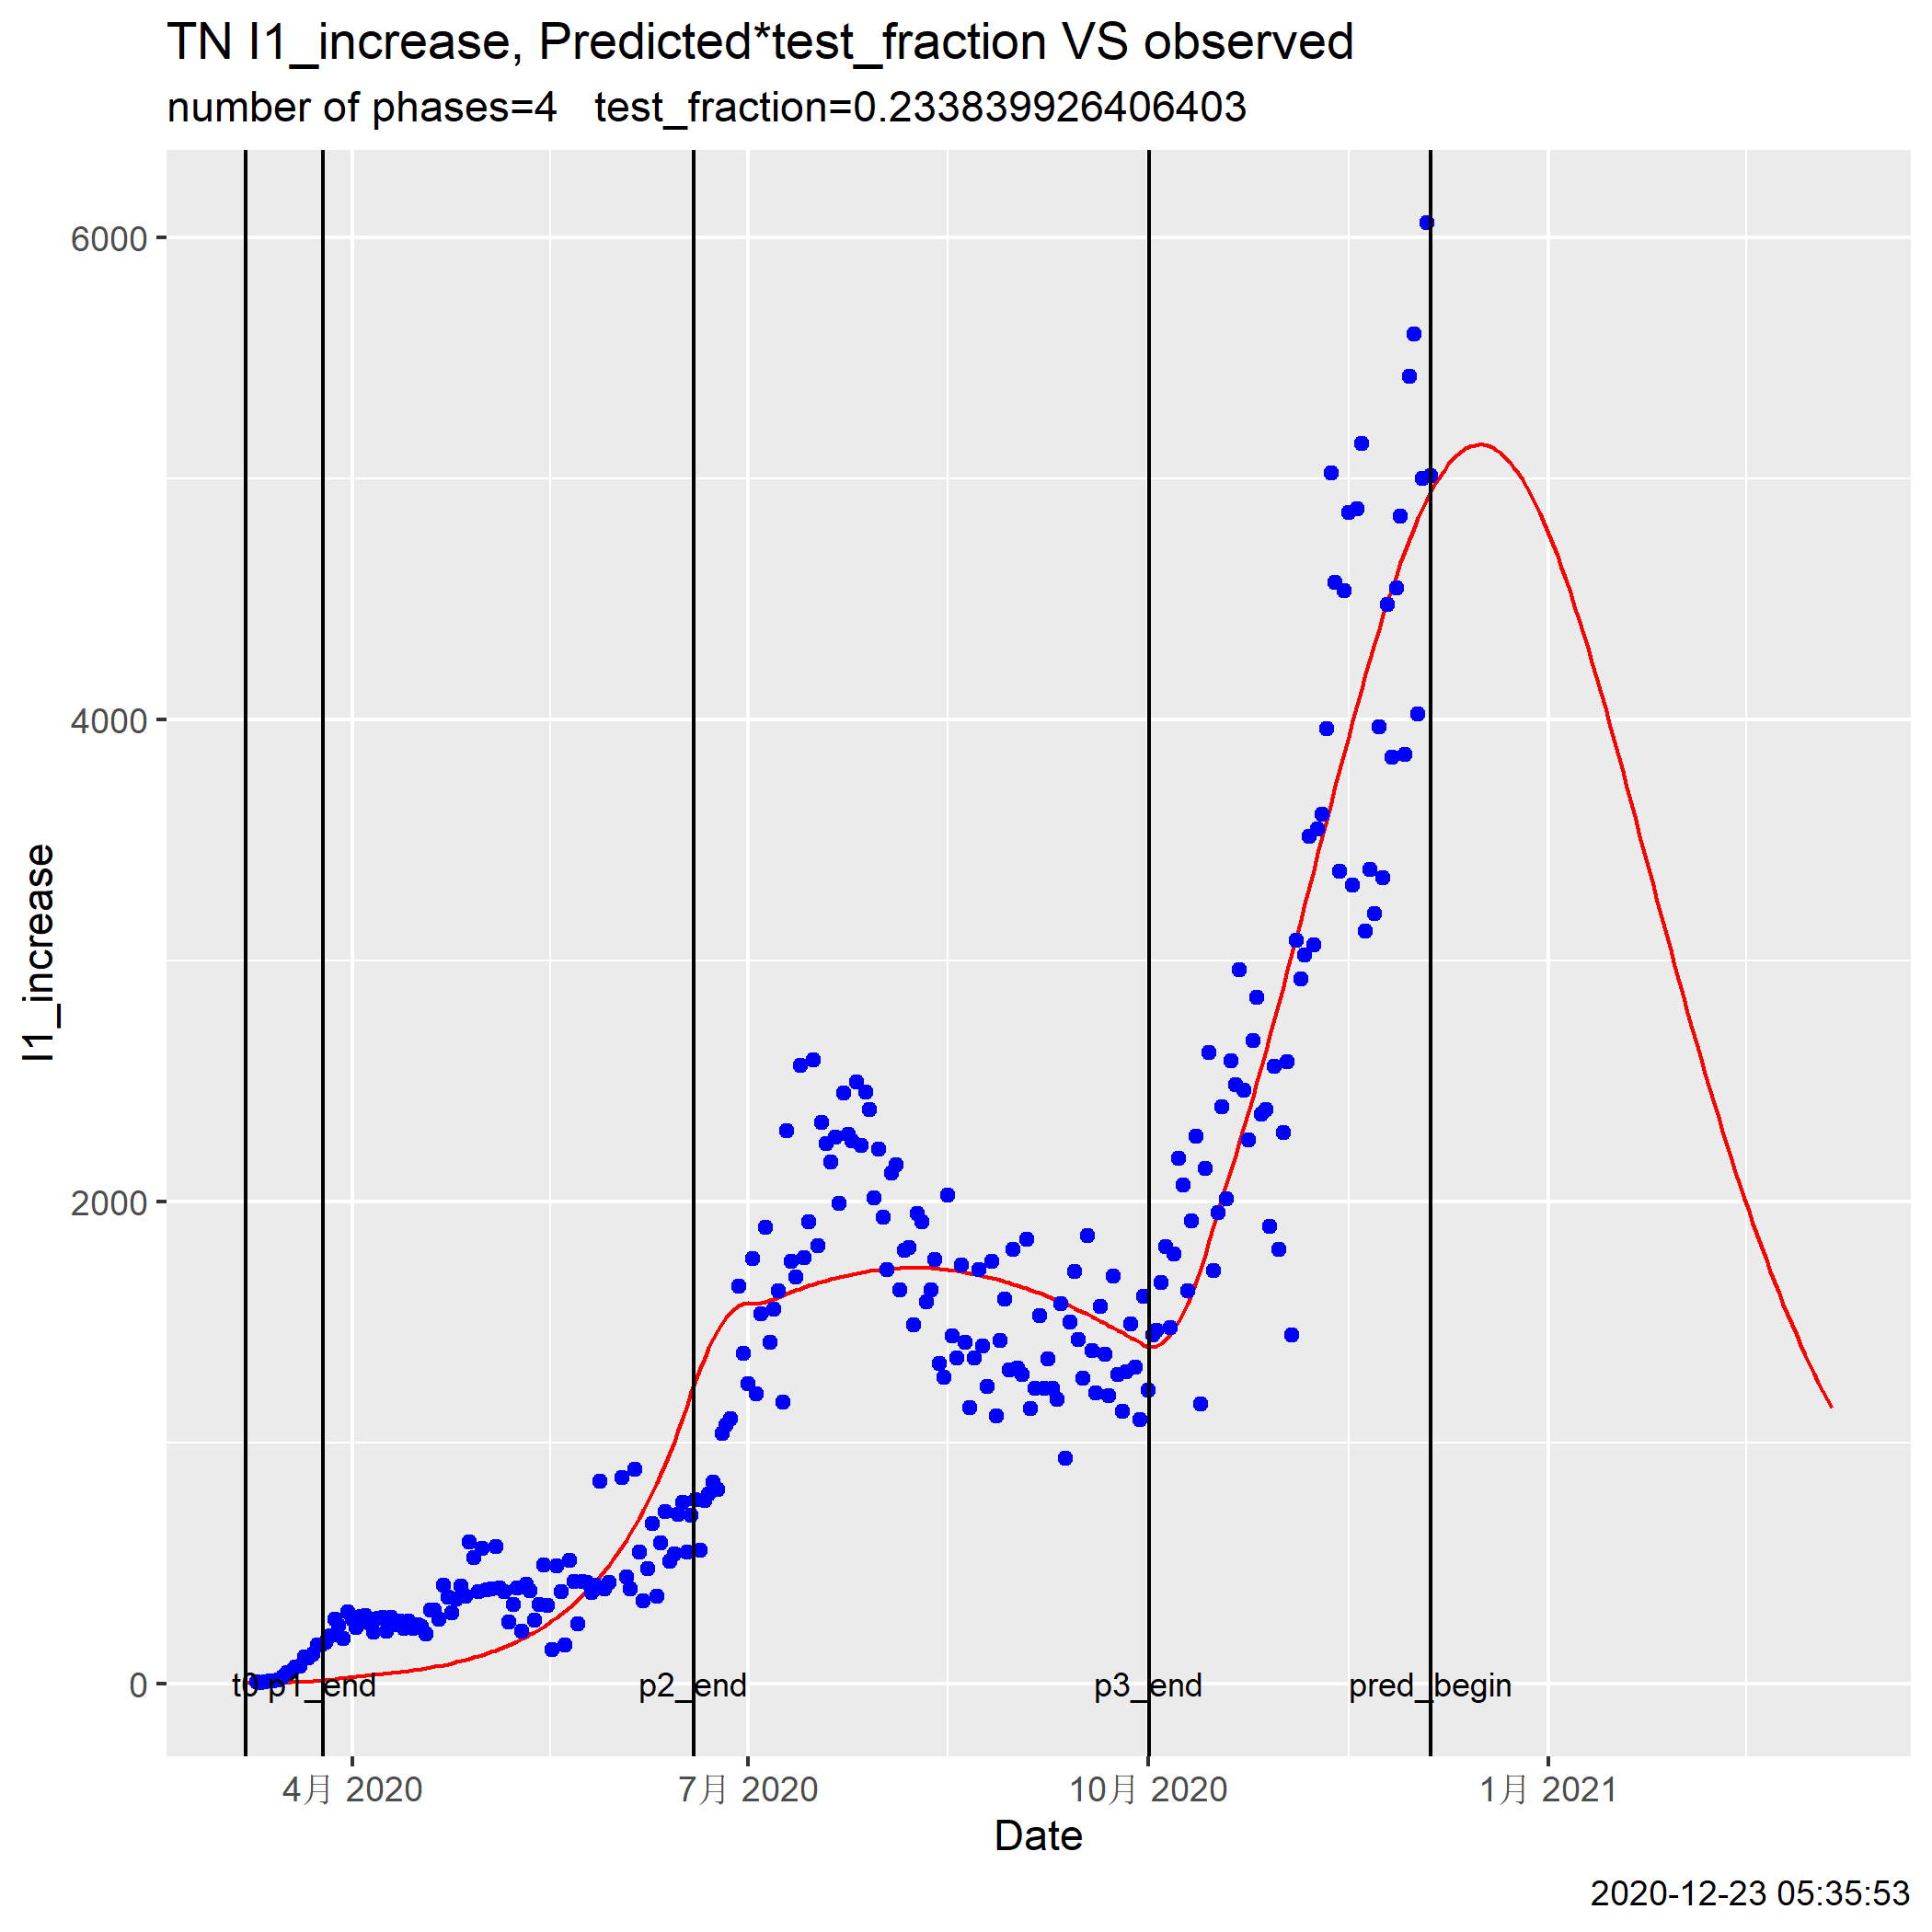 TN I1_increase, Predicted*test_fraction VS observed
number of phases=4 test_fraction=0.233839926406403
6000
4000
2000
0
I1_increase
t0 p1_end p2_end p3_end pred_begin
4月 2020 7月 2020 10月 2020 1月 2021
Date
2020-12-23 05:35:53